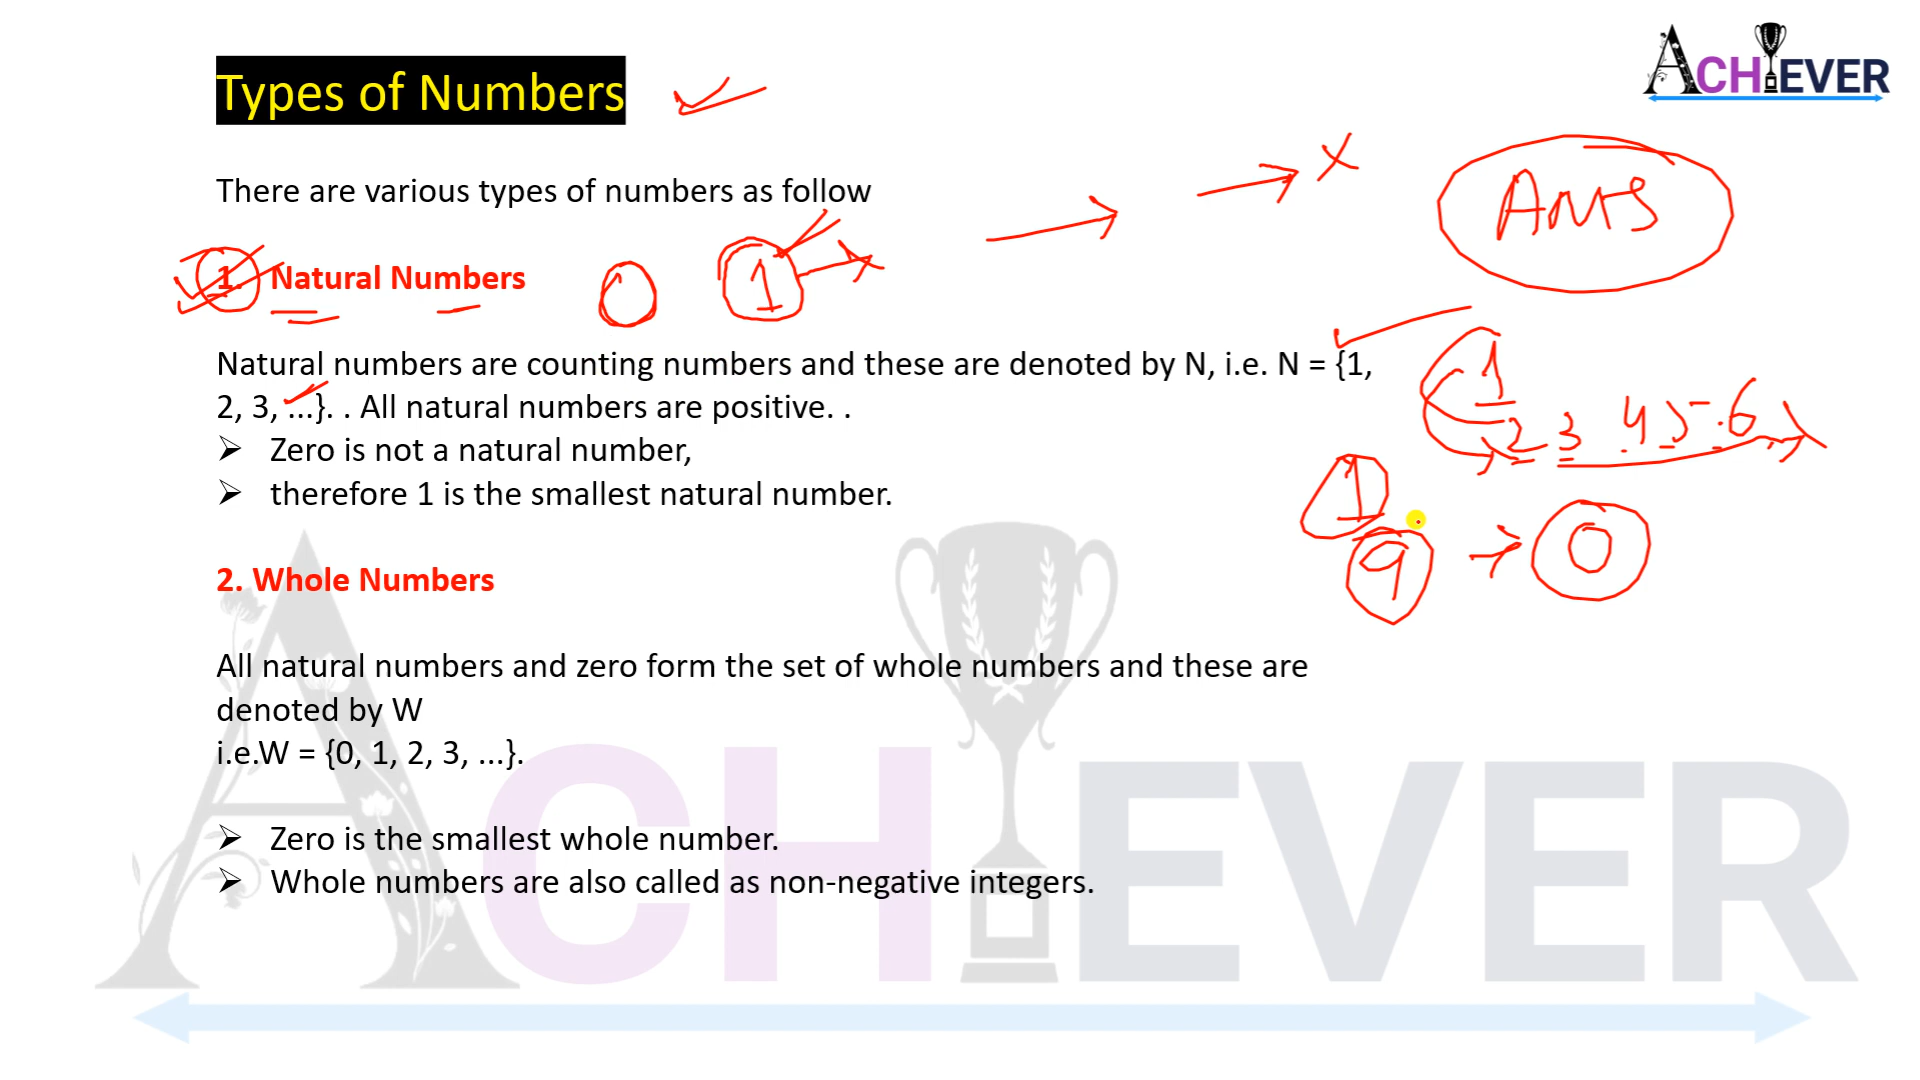 ACHIEVER
Types of Numbers
There are various types of numbers as follow
ANS
1. Natural Numbers
0 1
Natural numbers are counting numbers and these are denoted by N, i.e. N = {1,
2, 3, ...}. . All natural numbers are positive. .
1
2 3 4 5 6
Zero is not a natural number,
therefore 1 is the smallest natural number.
1
9 → 0
2. Whole Numbers
All natural numbers and zero form the set of whole numbers and these are
denoted by W
i.e.W = {0, 1, 2, 3, ...}.
Zero is the smallest whole number.
Whole numbers are also called as non-negative integers.
ACHIEVER